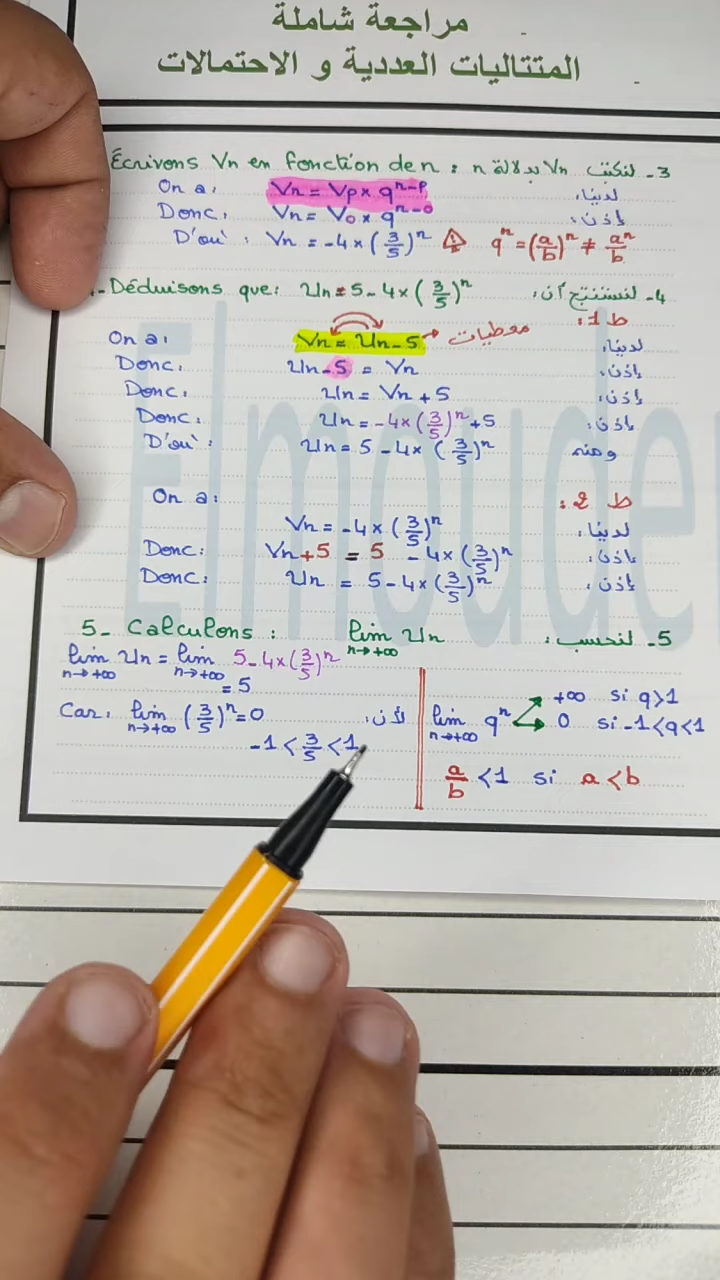 مراجعة شاملة
المتتاليات العددية و الاحتمالات
Écrivons Vn en fonction de n : لنكتب Vn بدلالة n -3
On a: Vn = Vp × q^(n-p) لدينا:
Donc: Vn = V0 × q^(n-0) إذن:
D'où: Vn = -4 × (3/5)^n ⚠ q^n = (a/b)^n ≠ a^n/b
-Déduisons que: Un = 5 - 4 × (3/5)^n لنستنتج أن: -4
ط 1:
On a: Vn = Un - 5 → معطيات لدينا:
Donc: Un - 5 = Vn إذن:
Donc: Un = Vn + 5 إذن:
Donc: Un = -4 × (3/5)^n + 5 إذن:
D'où: Un = 5 - 4 × (3/5)^n ومنه
On a: ط 2:
Vn = -4 × (3/5)^n لدينا:
Donc: Vn + 5 = 5 - 4 × (3/5)^n إذن:
Donc: Un = 5 - 4 × (3/5)^n إذن:
5- Calculons: lim Un n→+∞ لنحسب: -5
lim Un n→+∞ = lim n→+∞ 5 - 4 × (3/5)^n
= 5
Car: lim n→+∞ (3/5)^n = 0 لأن:
-1 < 3/5 < 1
lim q^n n→+∞ +∞ si q > 1
0 si -1 < q < 1
a/b < 1 si a < b
Elmouder